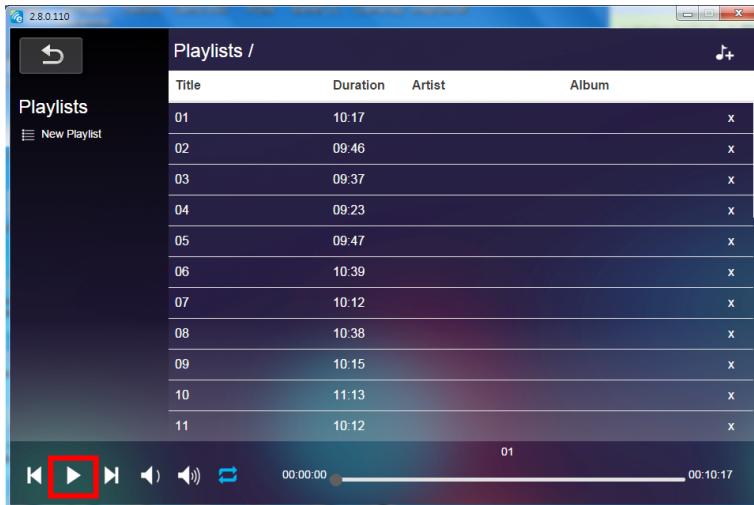 2.8.0.110
Playlists /
Playlists
New Playlist
Title Duration Artist Album
01 10:17 x
02 09:46 x
03 09:37 x
04 09:23 x
05 09:47 x
06 10:39 x
07 10:12 x
08 10:38 x
09 10:15 x
10 11:13 x
11 10:12 x
01
00:00:00 00:10:17